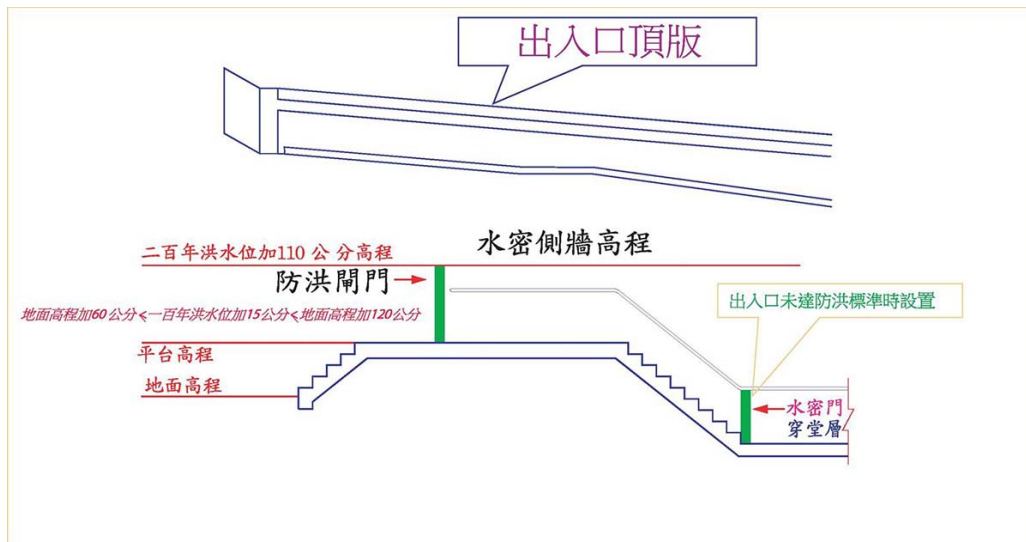 出入口頂版
二百年洪水位加110 公 分高程
水密側牆高程
防洪閘門
出入口未達防洪標準時設置
地面高程加60公分<一百年洪水位加15公分<地面高程加120公分
平台高程
地面高程
水密門
穿堂層